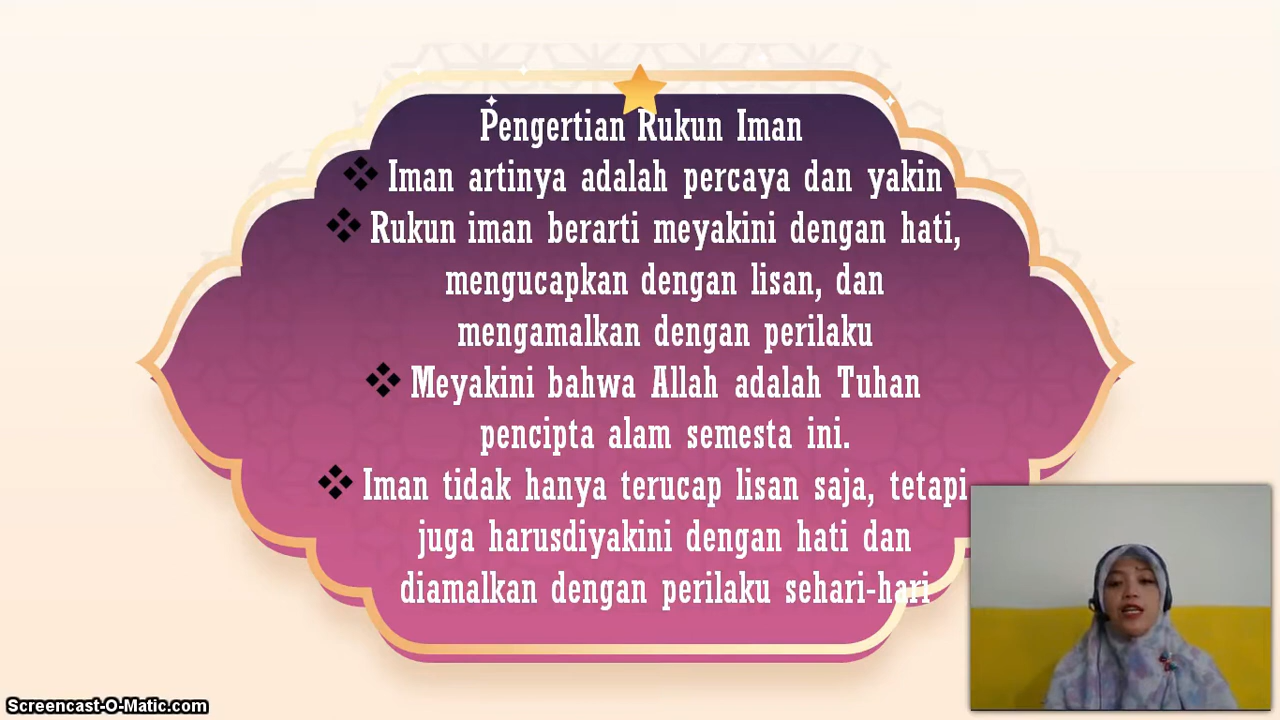 Pengertian Rukun Iman
❖ Iman artinya adalah percaya dan yakin
❖ Rukun iman berarti meyakini dengan hati,
mengucapkan dengan lisan, dan
mengamalkan dengan perilaku
❖ Meyakini bahwa Allah adalah Tuhan
pencipta alam semesta ini.
❖ Iman tidak hanya terucap lisan saja, tetapi
juga harusdiyakini dengan hati dan
diamalkan dengan perilaku sehari-hari
Screencast-O-Matic.com